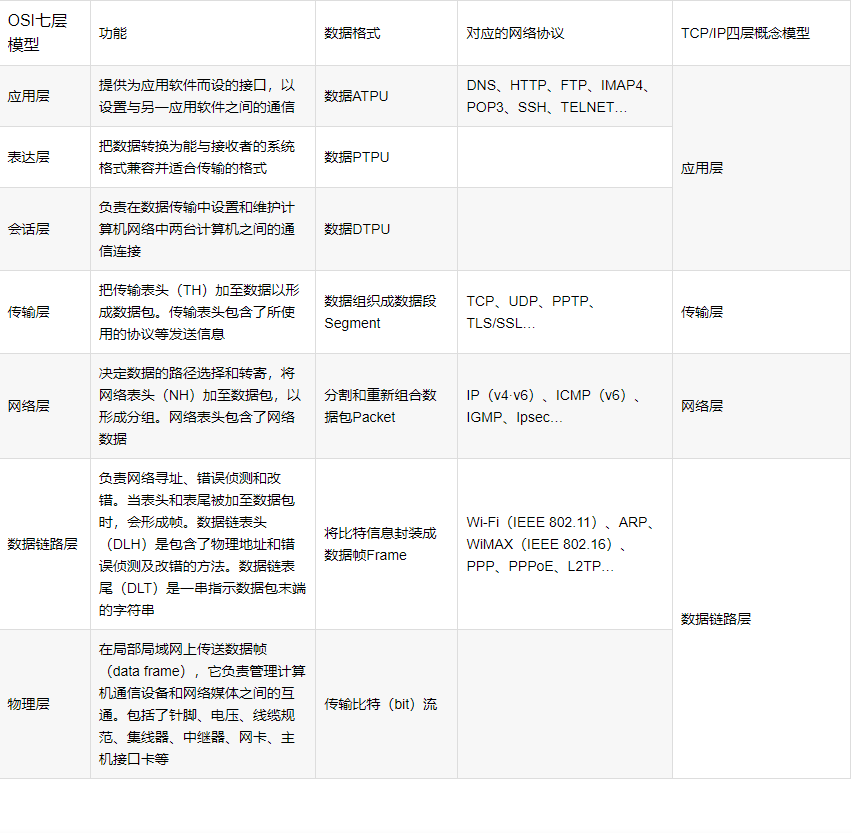 OSI七层
模型
功能
数据格式
对应的网络协议
TCP/IP四层概念模型
应用层
提供为应用软件而设的接口，以
设置与另一应用软件之间的通信
数据ATPU
DNS、HTTP、FTP、IMAP4、
POP3、SSH、TELNET…
应用层
表达层
把数据转换为能与接收者的系统
格式兼容并适合传输的格式
数据PTPU
会话层
负责在数据传输中设置和维护计
算机网络中两台计算机之间的通
信连接
数据DTPU
传输层
把传输表头（TH）加至数据以形
成数据包。传输表头包含了所使
用的协议等发送信息
数据组织成数据段
Segment
TCP、UDP、PPTP、
TLS/SSL…
传输层
网络层
决定数据的路径选择和转寄，将
网络表头（NH）加至数据包，以
形成分组。网络表头包含了网络
数据
分割和重新组合数
据包Packet
IP（v4·v6）、ICMP（v6）、
IGMP、Ipsec…
网络层
数据链路层
负责网络寻址、错误侦测和改
错。当表头和表尾被加至数据包
时，会形成帧。数据链表头
（DLH）是包含了物理地址和错
误侦测及改错的方法。数据链表
尾（DLT）是一串指示数据包末端
的字符串
将比特信息封装成
数据帧Frame
Wi-Fi（IEEE 802.11）、ARP、
WiMAX（IEEE 802.16）、
PPP、PPPoE、L2TP…
数据链路层
物理层
在局部局域网上传送数据帧
（data frame），它负责管理计算
机通信设备和网络媒体之间的互
通。包括了针脚、电压、线缆规
范、集线器、中继器、网卡、主
机接口卡等
传输比特（bit）流